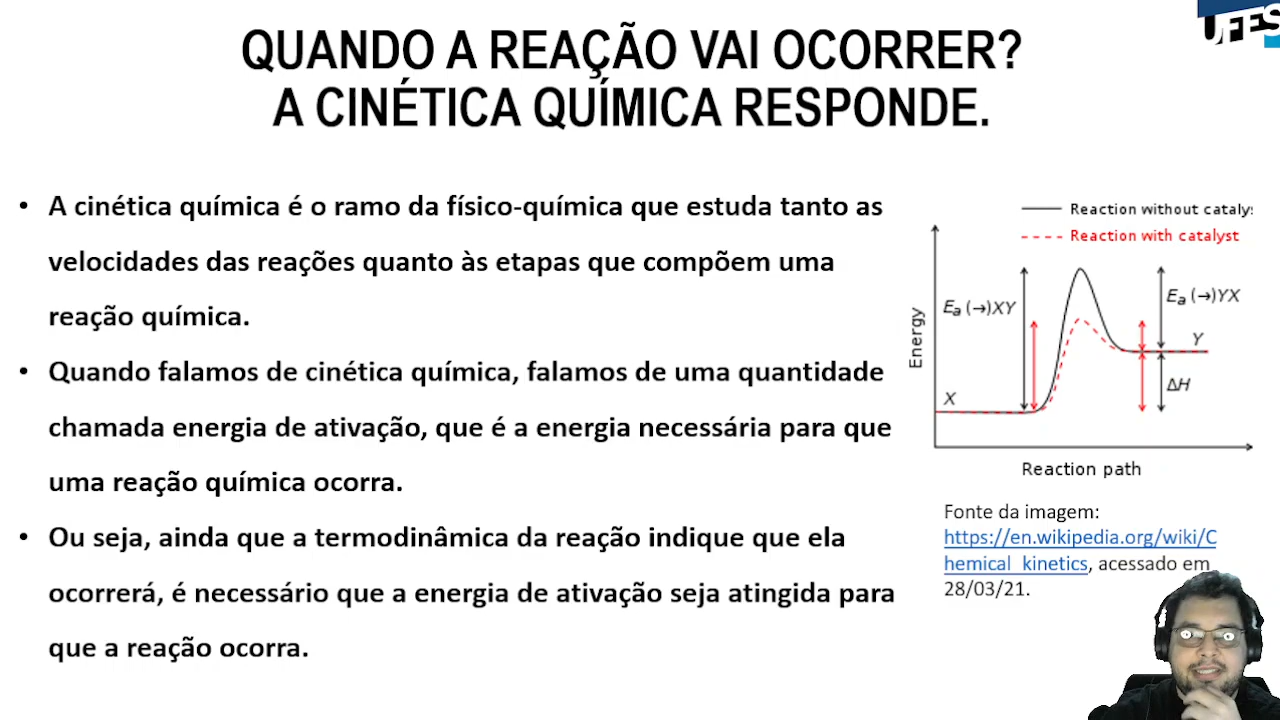 UFES
QUANDO A REAÇÃO VAI OCORRER?
A CINÉTICA QUÍMICA RESPONDE.
• A cinética química é o ramo da físico-química que estuda tanto as
velocidades das reações quanto às etapas que compõem uma
reação química.
• Quando falamos de cinética química, falamos de uma quantidade
chamada energia de ativação, que é a energia necessária para que
uma reação química ocorra.
• Ou seja, ainda que a termodinâmica da reação indique que ela
ocorrerá, é necessário que a energia de ativação seja atingida para
que a reação ocorra.
Reaction without cataly
Reaction with catalyst
Energy
Ea (→)XY
Ea (→)YX
Y
ΔH
X
Reaction path
Fonte da imagem:
https://en.wikipedia.org/wiki/C
hemical_kinetics, acessado em
28/03/21.